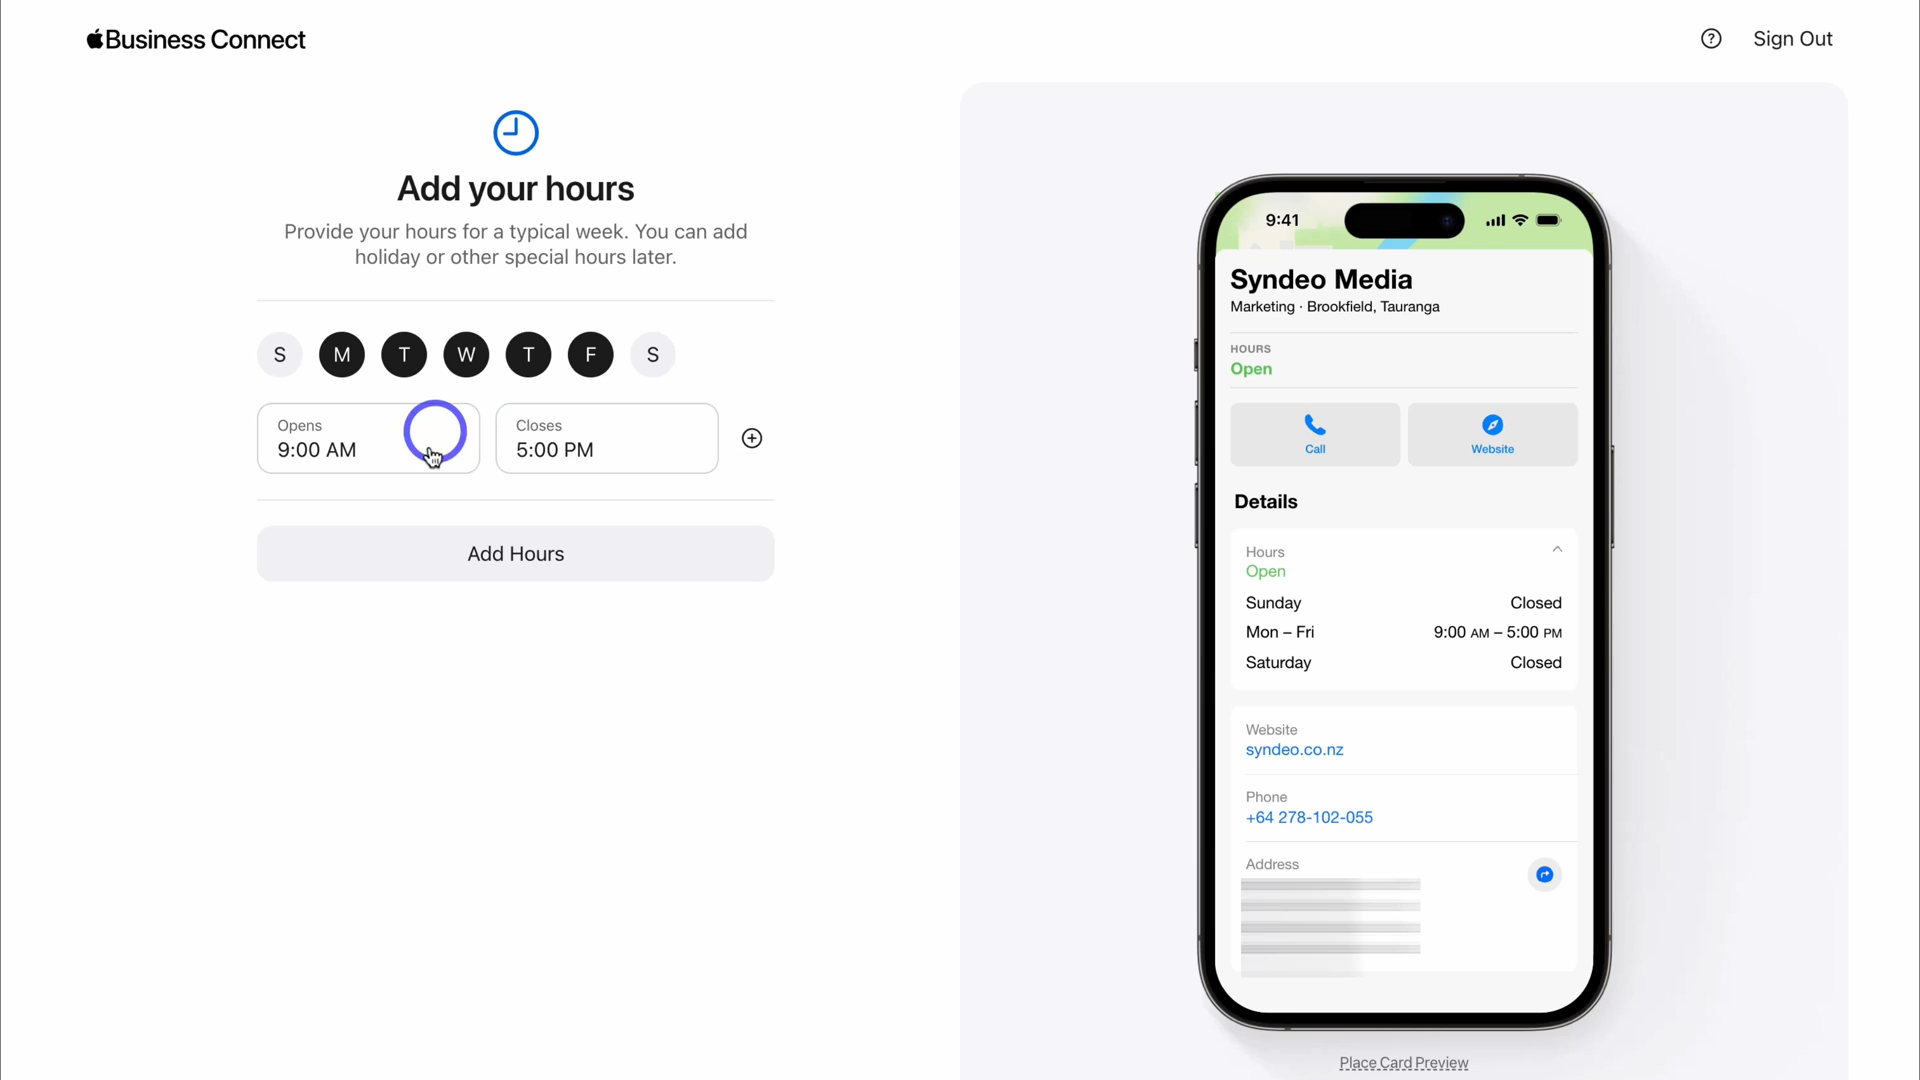 Business Connect
? Sign Out
Add your hours
Provide your hours for a typical week. You can add
holiday or other special hours later.
S M T W T F S
Opens
9:00 AM
Closes
5:00 PM
Add Hours
9:41
Syndeo Media
Marketing · Brookfield, Tauranga
HOURS
Open
Call
Website
Details
Hours
Open
Sunday Closed
Mon – Fri 9:00 AM – 5:00 PM
Saturday Closed
Website
syndeo.co.nz
Phone
+64 278-102-055
Address
Place Card Preview